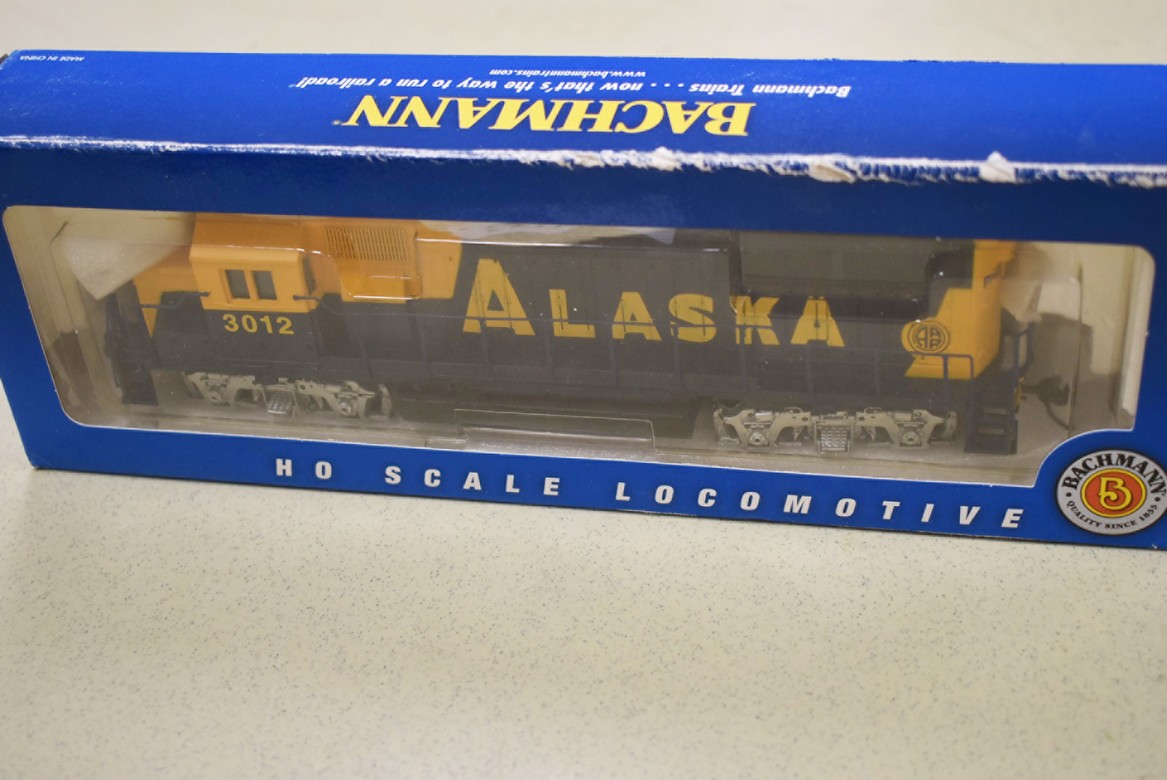 MADE IN CHINA
www.bachmanntrains.com
Bachmann Trains . . . now that's the way to run a railroad!®
BACHMANN®
3012
ALASKA
ARR
HO SCALE LOCOMOTIVE
BACHMANN
B
QUALITY SINCE 1833